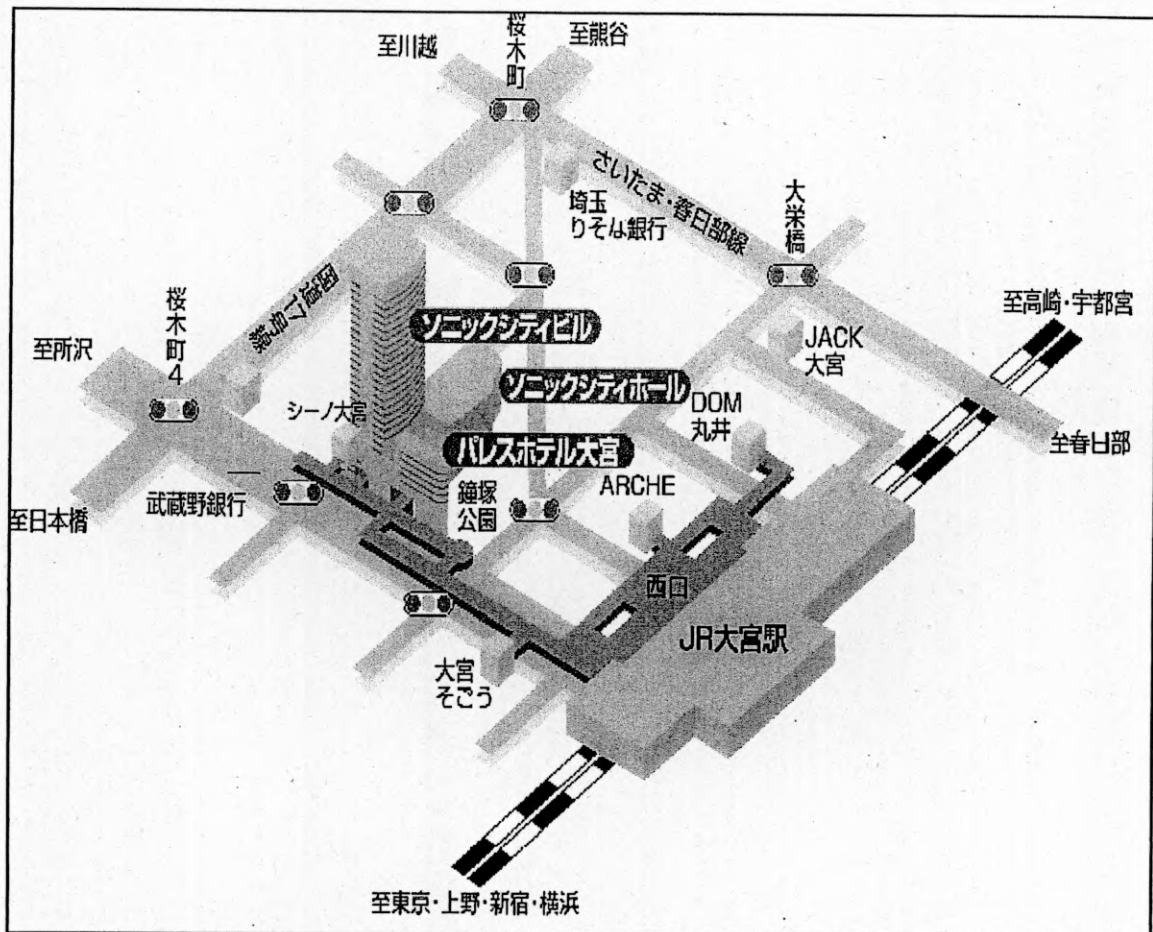 至川越
桜木町
至熊谷
さいたま・春日部線
大栄橋
埼玉
りそな銀行
国道17号線
桜木町4
至所沢
至高崎・宇都宮
ソニックシティビル
JACK
大宮
ソニックシティホール
シーノ大宮
DOM
丸井
至春日部
パレスホテル大宮
武蔵野銀行
鐘塚
公園
ARCHE
至日本橋
西口
JR大宮駅
大宮
そごう
至東京・上野・新宿・横浜